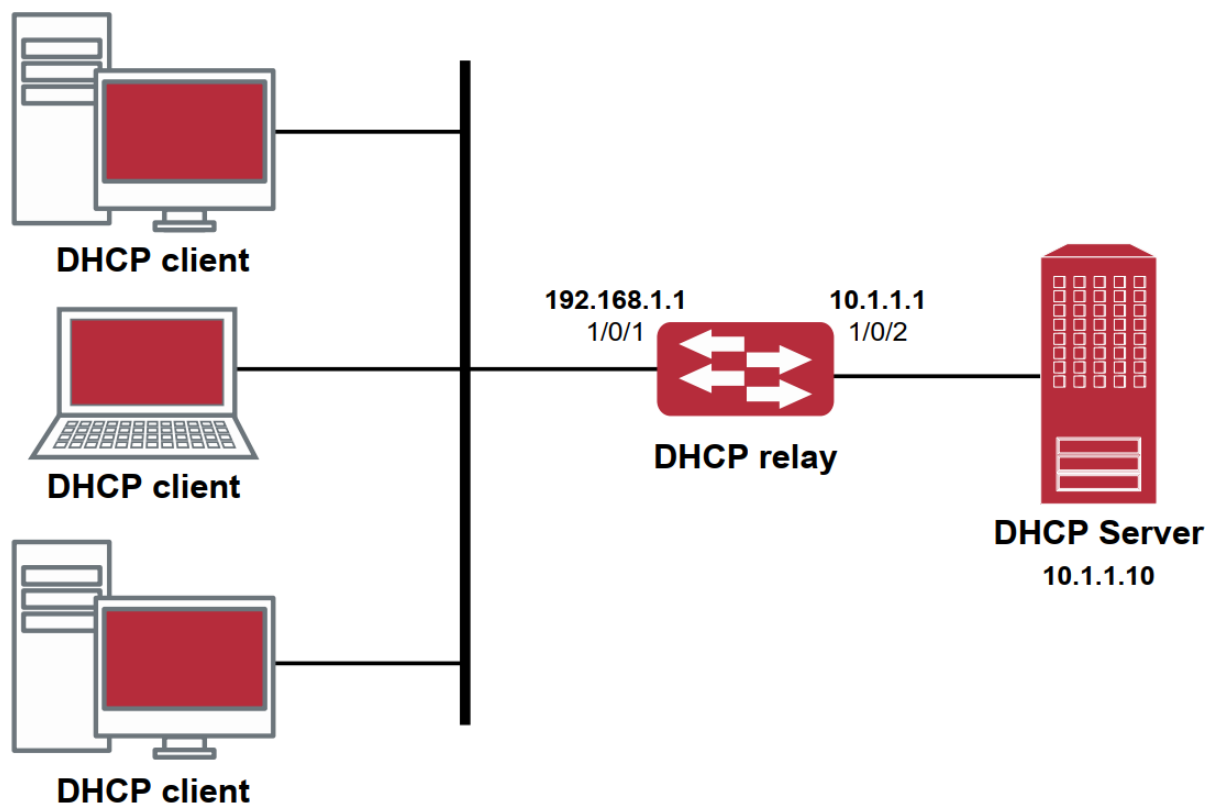 DHCP client
DHCP client
DHCP client
192.168.1.1
1/0/1
10.1.1.1
1/0/2
DHCP relay
DHCP Server
10.1.1.10